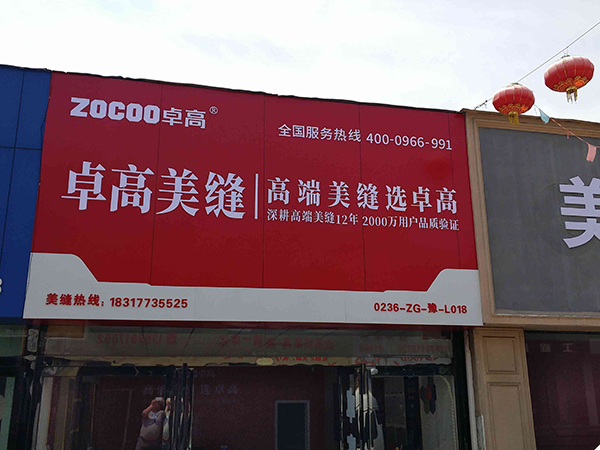 ZOCOO卓高®
全国服务热线 400-0966-991
卓高美缝 高端美缝选卓高
深耕高端美缝12年 2000万用户品质验证
美缝热线：18317735525
0236-ZG-豫-L018
美